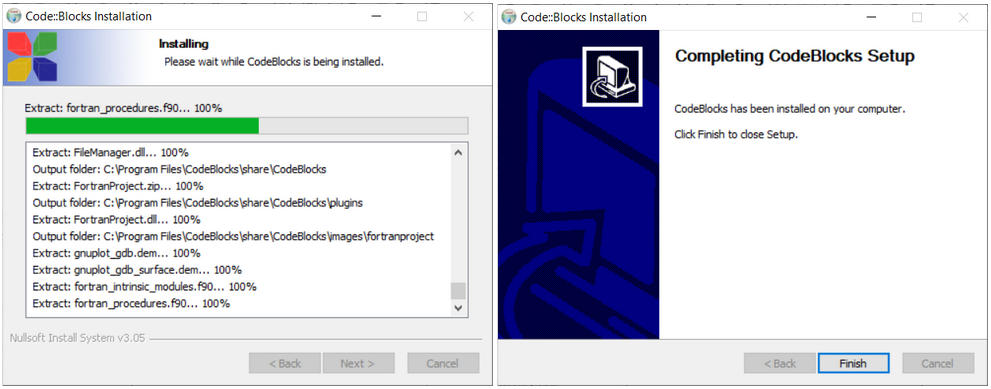 Code::Blocks Installation
Installing
Please wait while CodeBlocks is being installed.
Extract: fortran_procedures.f90... 100%
Extract: FileManager.dll... 100%
Output folder: C:\Program Files\CodeBlocks\share\CodeBlocks
Extract: FortranProject.zip... 100%
Output folder: C:\Program Files\CodeBlocks\share\CodeBlocks\plugins
Extract: FortranProject.dll... 100%
Output folder: C:\Program Files\CodeBlocks\share\CodeBlocks\images\fortranproject
Extract: gnuplot_gdb.dem... 100%
Extract: gnuplot_gdb_surface.dem... 100%
Extract: fortran_intrinsic_modules.f90... 100%
Extract: fortran_procedures.f90... 100%
Nullsoft Install System v3.05
< Back Next > Cancel
Code::Blocks Installation
Completing CodeBlocks Setup
CodeBlocks has been installed on your computer.
Click Finish to close Setup.
< Back Finish Cancel